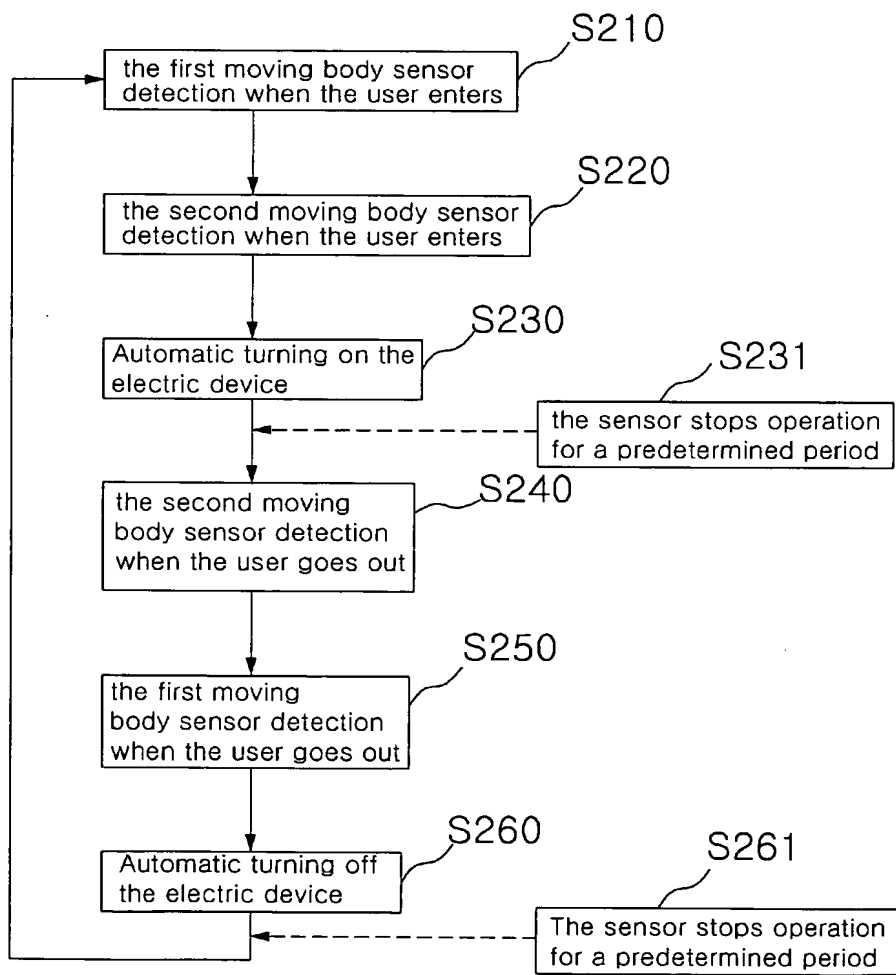 S210
the first moving body sensor
detection when the user enters
S220
the second moving body sensor
detection when the user enters
S230
Automatic turning on the
electric device
S231
the sensor stops operation
for a predetermined period
S240
the second moving
body sensor detection
when the user goes out
S250
the first moving
body sensor detection
when the user goes out
S260
Automatic turning off
the electric device
S261
The sensor stops operation
for a predetermined period